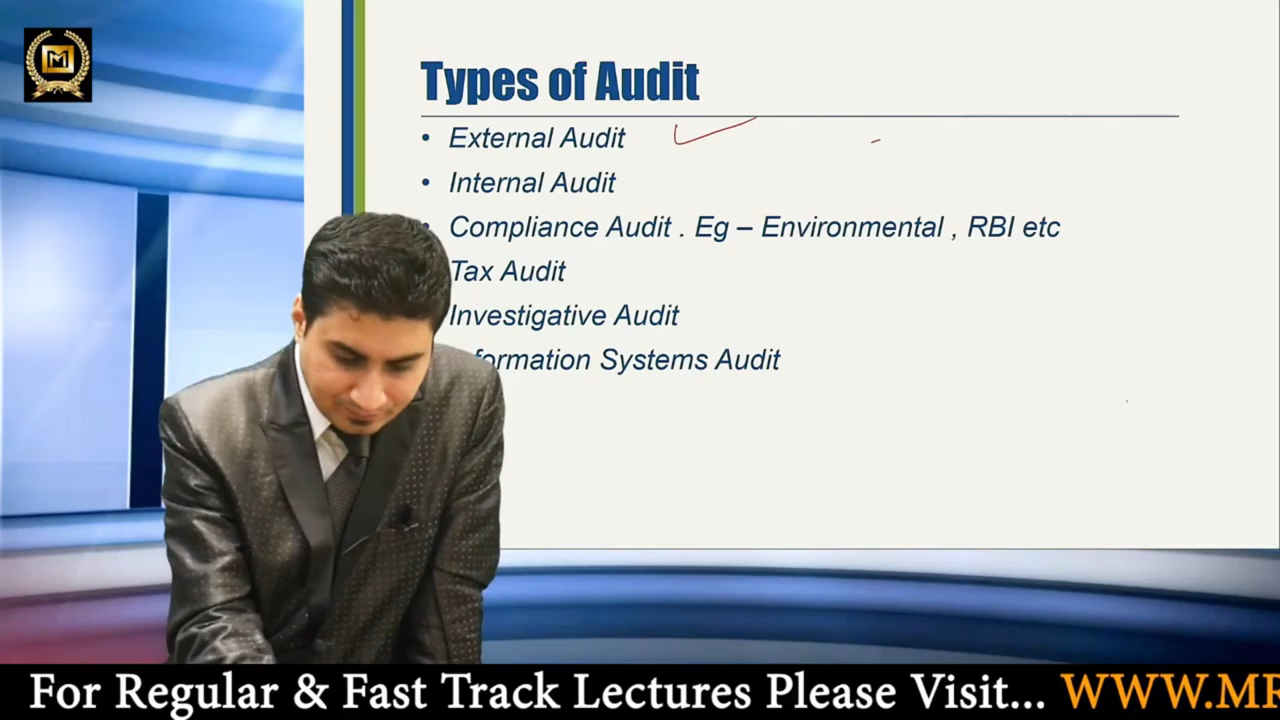 M
Types of Audit
• External Audit
• Internal Audit
• Compliance Audit . Eg – Environmental , RBI etc
Tax Audit
Investigative Audit
formation Systems Audit
For Regular & Fast Track Lectures Please Visit... WWW.